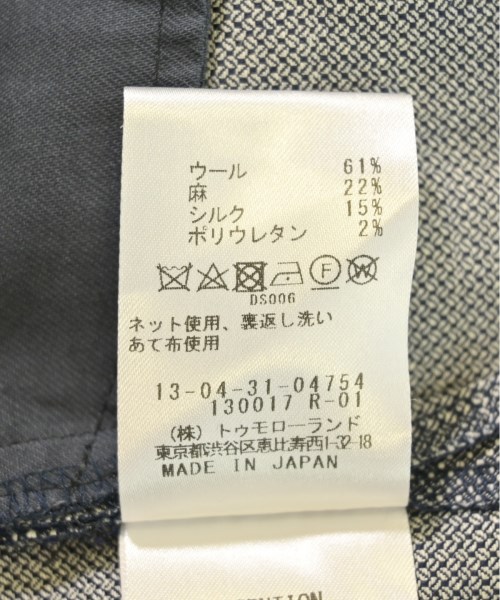 ウール 61%
麻 22%
シルク 15%
ポリウレタン 2%
F W
DS006
ネット使用、裏返し洗い
あて布使用
13-04-31-04754
130017 R-01
(株) トゥモローランド
東京都渋谷区恵比寿西1-32-18
MADE IN JAPAN